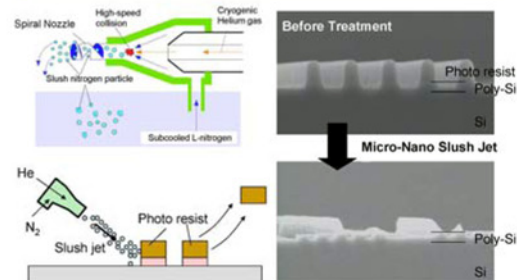 High-speed
collision
Cryogenic
Helium gas
Spiral Nozzle
Slush nitrogen particle
Subcooled L-nitrogen
He
N2
Slush jet
Photo resist
Before Treatment
Photo resist
Poly-Si
Si
Micro-Nano Slush Jet
Poly-Si
Si